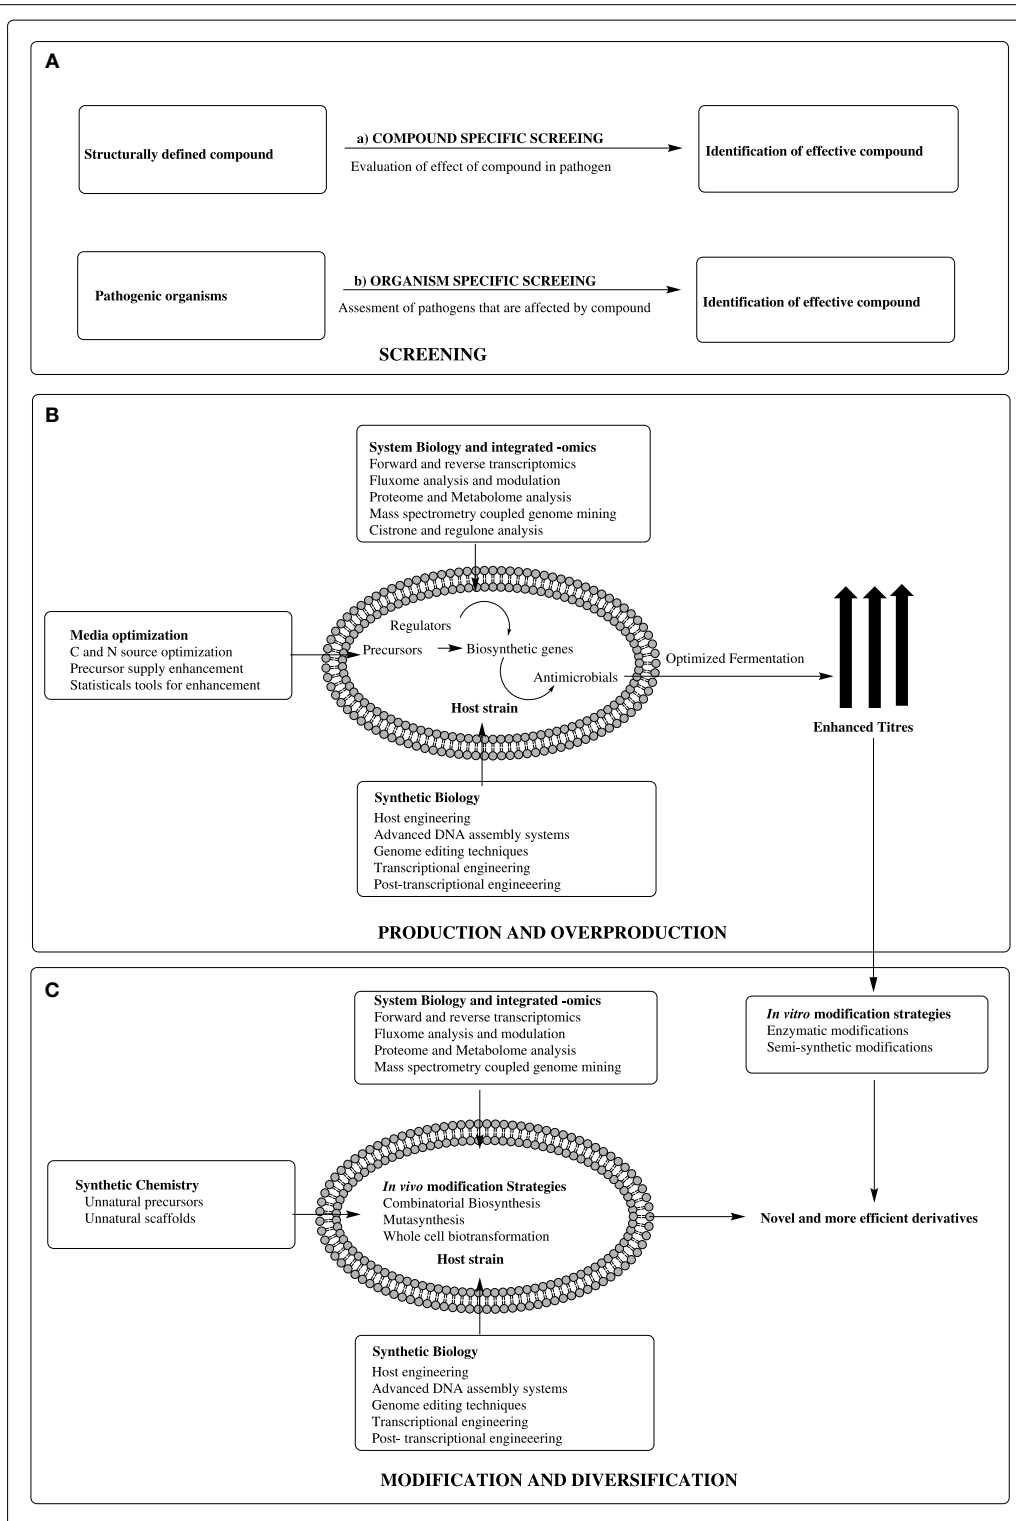 A
Structurally defined compound
a) COMPOUND SPECIFIC SCREEING
Evaluation of effect of compound in pathogen
Identification of effective compound
Pathogenic organisms
b) ORGANISM SPECIFIC SCREEING
Assesment of pathogens that are affected by compound
Identification of effective compound
SCREENING
B
System Biology and integrated -omics
Forward and reverse transcriptomics
Fluxome analysis and modulation
Proteome and Metabolome analysis
Mass spectrometry coupled genome mining
Cistrone and regulone analysis
Media optimization
C and N source optimization
Precursor supply enhancement
Statisticals tools for enhancement
Regulators
Precursors
Biosynthetic genes
Antimicrobials
Host strain
Optimized Fermentation
Enhanced Titres
Synthetic Biology
Host engineering
Advanced DNA assembly systems
Genome editing techniques
Transcriptional engineering
Post-transcriptional engineeering
PRODUCTION AND OVERPRODUCTION
C
System Biology and integrated -omics
Forward and reverse transcriptomics
Fluxome analysis and modulation
Proteome and Metabolome analysis
Mass spectrometry coupled genome mining
In vitro modification strategies
Enzymatic modifications
Semi-synthetic modifications
Synthetic Chemistry
Unnatural precursors
Unnatural scaffolds
In vivo modification Strategies
Combinatorial Biosynthesis
Mutasynthesis
Whole cell biotransformation
Host strain
Novel and more efficient derivatives
Synthetic Biology
Host engineering
Advanced DNA assembly systems
Genome editing techniques
Transcriptional engineering
Post- transcriptional engineeering
MODIFICATION AND DIVERSIFICATION